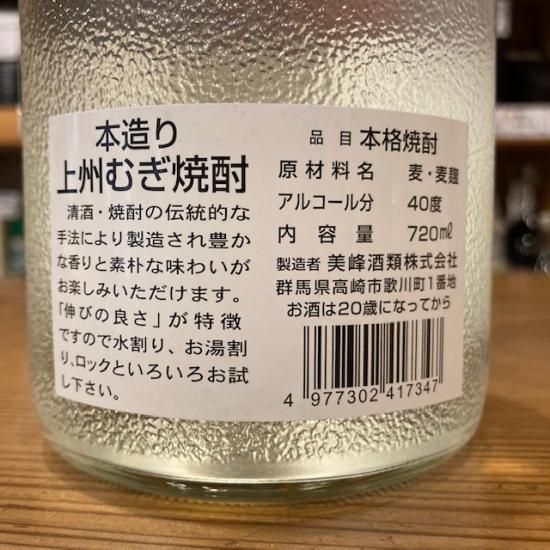 本造り
上州むぎ焼酎
清酒・焼酎の伝統的な
手法により製造され豊か
な香りと素朴な味わいが
お楽しみいただけます。
「伸びの良さ」が特徴
ですので水割り、お湯割
り、ロックといろいろお試
し下さい。
品目 本格焼酎
原材料名 麦・麦麹
アルコール分 40度
内容量 720㎖
製造者 美峰酒類株式会社
群馬県高崎市歌川町1番地
お酒は20歳になってから
4 977302 417347